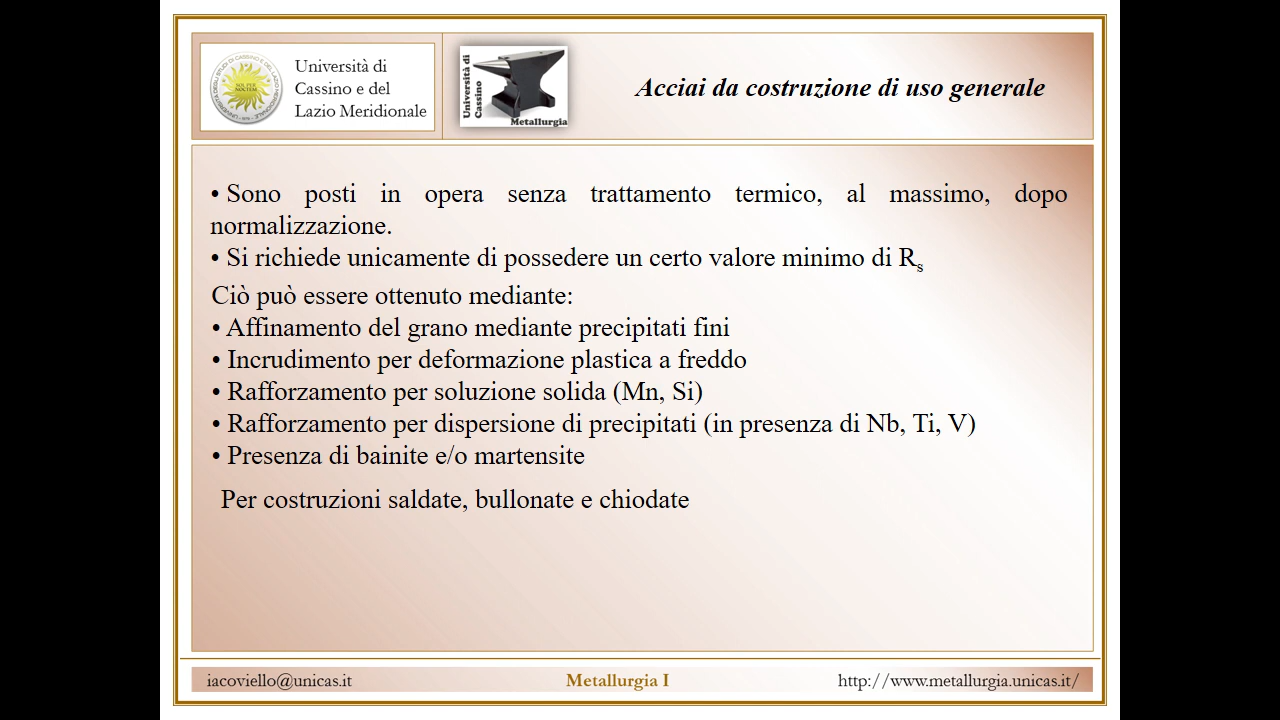 Università di
Cassino e del
Lazio Meridionale
Università di
Cassino
Metallurgia
Acciai da costruzione di uso generale
• Sono posti in opera senza trattamento termico, al massimo, dopo
normalizzazione.
• Si richiede unicamente di possedere un certo valore minimo di Rs
Ciò può essere ottenuto mediante:
• Affinamento del grano mediante precipitati fini
• Incrudimento per deformazione plastica a freddo
• Rafforzamento per soluzione solida (Mn, Si)
• Rafforzamento per dispersione di precipitati (in presenza di Nb, Ti, V)
• Presenza di bainite e/o martensite
Per costruzioni saldate, bullonate e chiodate
iacoviello@unicas.it
Metallurgia I
http://www.metallurgia.unicas.it/